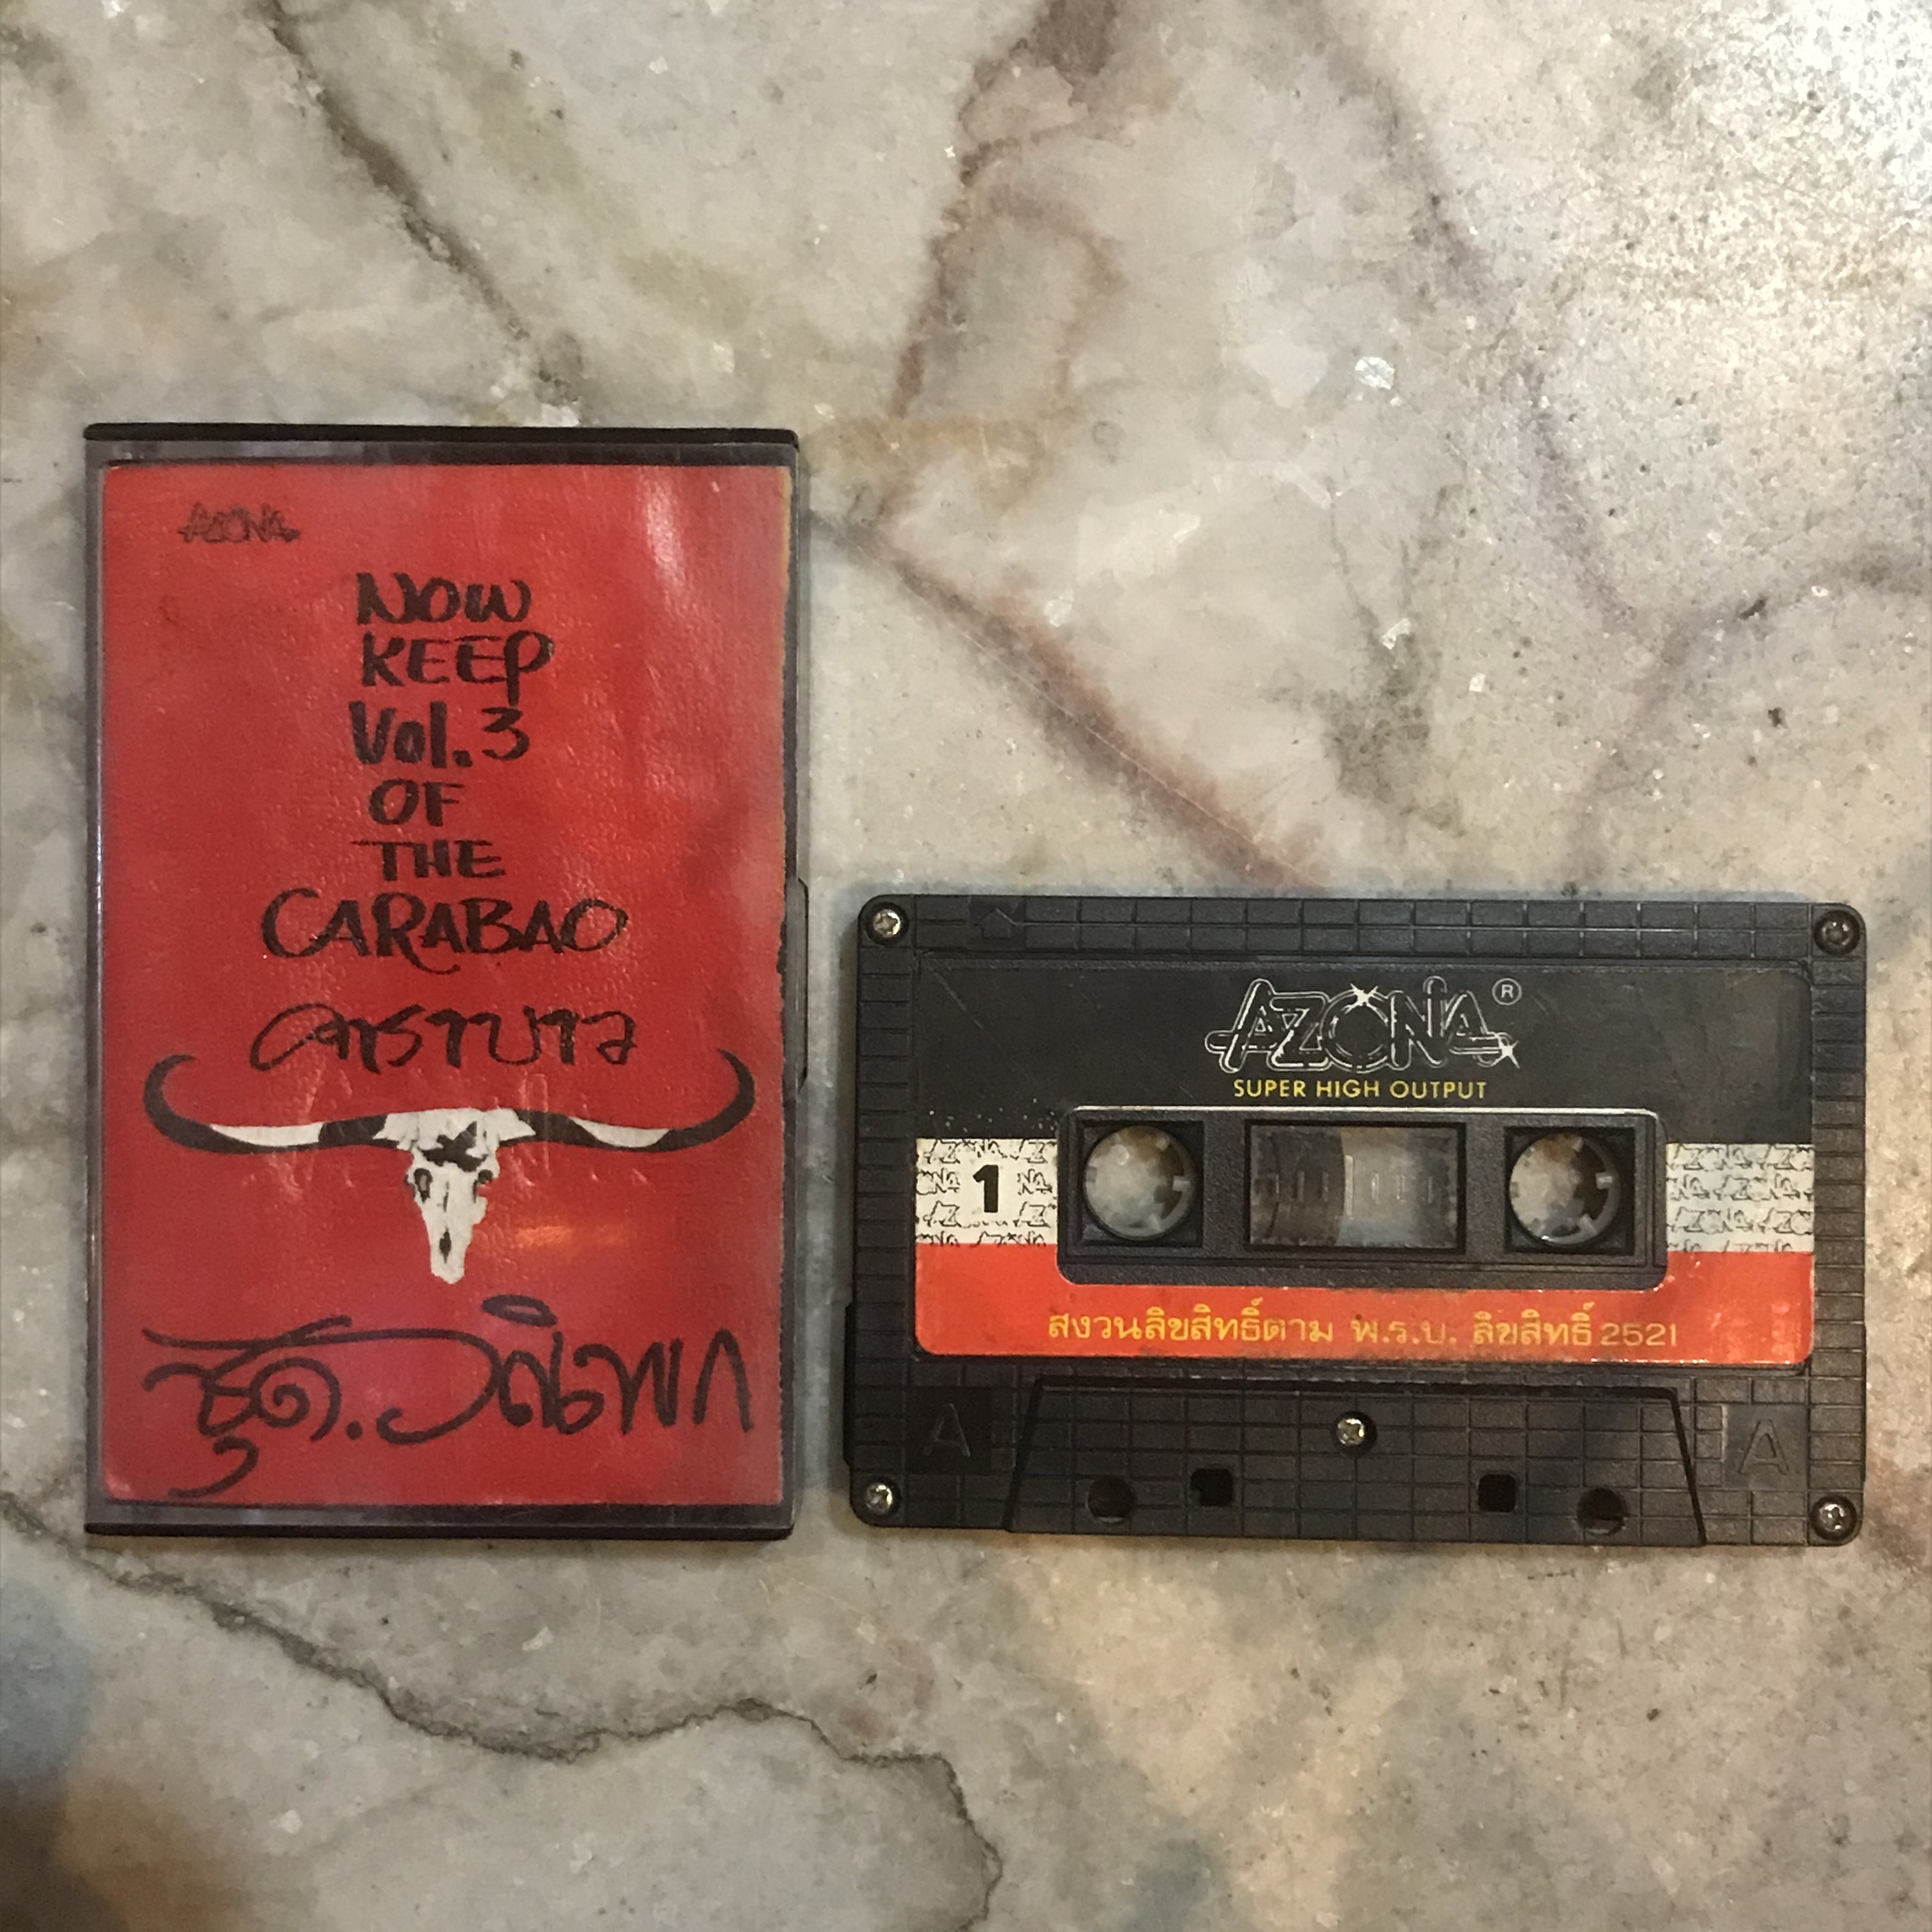 AZONA
NOW
KEEP
Vol.3
OF
THE
CARABAO
คาราบาว
ชุด.วณิพก
AZONA ®
SUPER HIGH OUTPUT
1
สงวนลิขสิทธิ์ตาม พ.ร.บ. ลิขสิทธิ์ 2521
A A